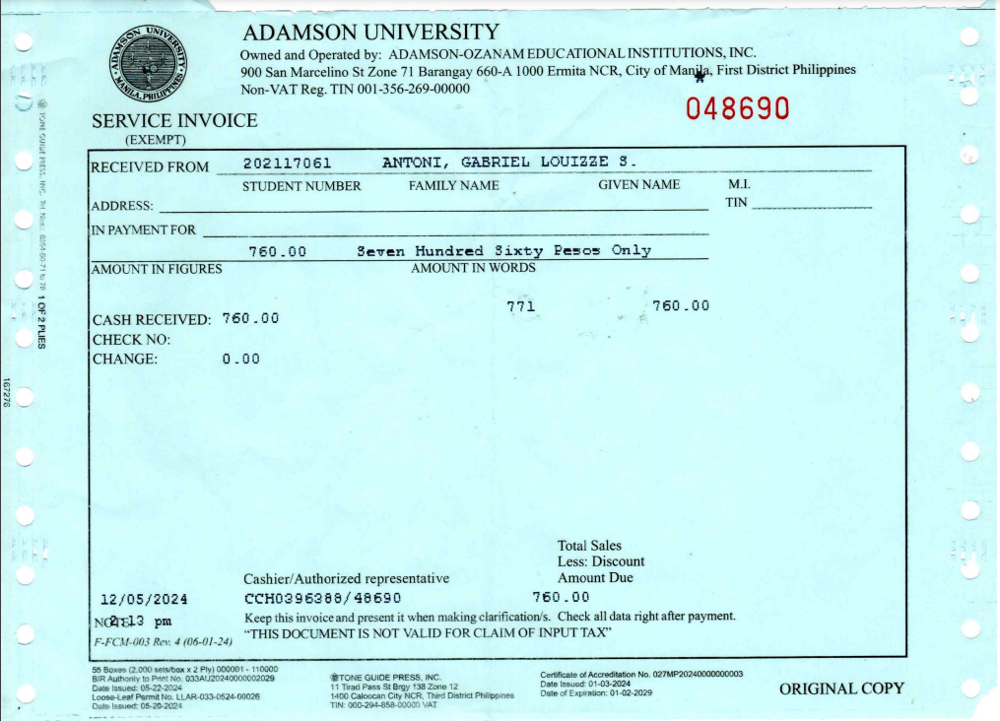 ADAMSON UNIVERSITY
Owned and Operated by: ADAMSON-OZANAM EDUCATIONAL INSTITUTIONS, INC.
900 San Marcelino St Zone 71 Barangay 660-A 1000 Ermita NCR, City of Manila, First District Philippines
Non-VAT Reg. TIN 001-356-269-00000
ADAMSON UNIVERSITY
MANILA, PHILIPPINES
*
048690
SERVICE INVOICE
(EXEMPT)
RECEIVED FROM 202117061 ANTONI, GABRIEL LOUIZZE S.
STUDENT NUMBER FAMILY NAME GIVEN NAME M.I.
ADDRESS: TIN
IN PAYMENT FOR
760.00 Seven Hundred Sixty Pesos Only
AMOUNT IN FIGURES AMOUNT IN WORDS
771 760.00
CASH RECEIVED: 760.00
CHECK NO:
CHANGE: 0.00
Total Sales
Less: Discount
Cashier/Authorized representative Amount Due
12/05/2024 CCH0396388/48690 760.00
NOTE: 2:13 pm Keep this invoice and present it when making clarification/s. Check all data right after payment.
"THIS DOCUMENT IS NOT VALID FOR CLAIM OF INPUT TAX"
F-FCM-003 Rev. 4 (06-01-24)
55 Boxes (2,000 sets/box x 2 Ply) 000001 - 110000
BIR Authority to Print No. 033AU20240000002029
Date Issued: 05-22-2024
Loose-Leaf Permit No. LLAR-033-0524-00026
Date Issued: 05-20-2024
TONE GUIDE PRESS, INC.
11 Tirad Pass St Brgy 138 Zone 12
1400 Caloocan City NCR, Third District Philippines
TIN: 000-294-858-00000 VAT
Certificate of Accreditation No. 027MP20240000000003
Date Issued: 01-03-2024
Date of Expiration: 01-02-2029
ORIGINAL COPY
TONE GUIDE PRESS, INC. Tel. Nos.: 1 OF 2 PLIES
167276